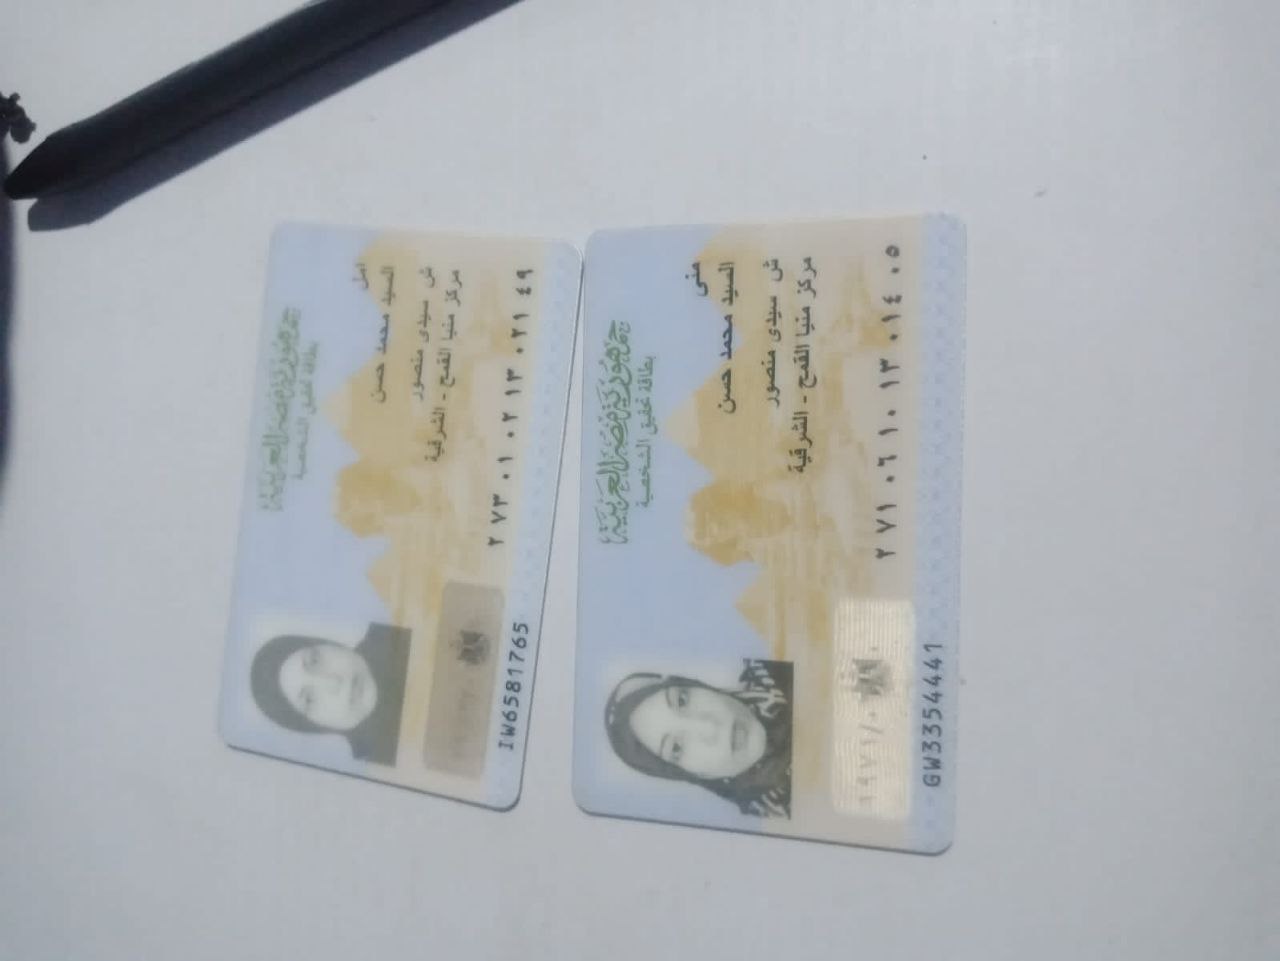 جمهورية مصر العربية
بطاقة تحقيق الشخصية
امل
السيد محمد حسن
ش سيدى منصور
مركز منيا القمح - الشرقية
٢٧٣٠١٠٢١٣٠٢١٤٩
IW6581765
جمهورية مصر العربية
بطاقة تحقيق الشخصية
منى
السيد محمد حسن
ش سيدى منصور
مركز منيا القمح - الشرقية
٢٧١٠٦١٠١٣٠١٤٠٥
GW3354441